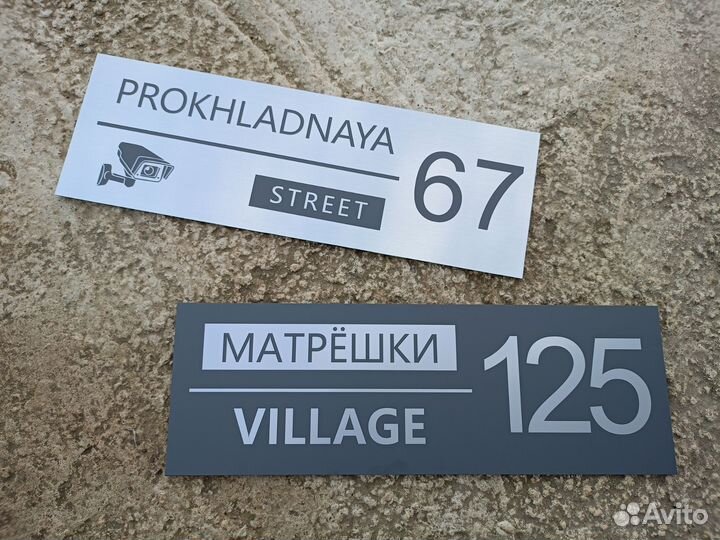 PROKHLADNAYA
STREET
67
МАТРЁШКИ
VILLAGE
125
Avito